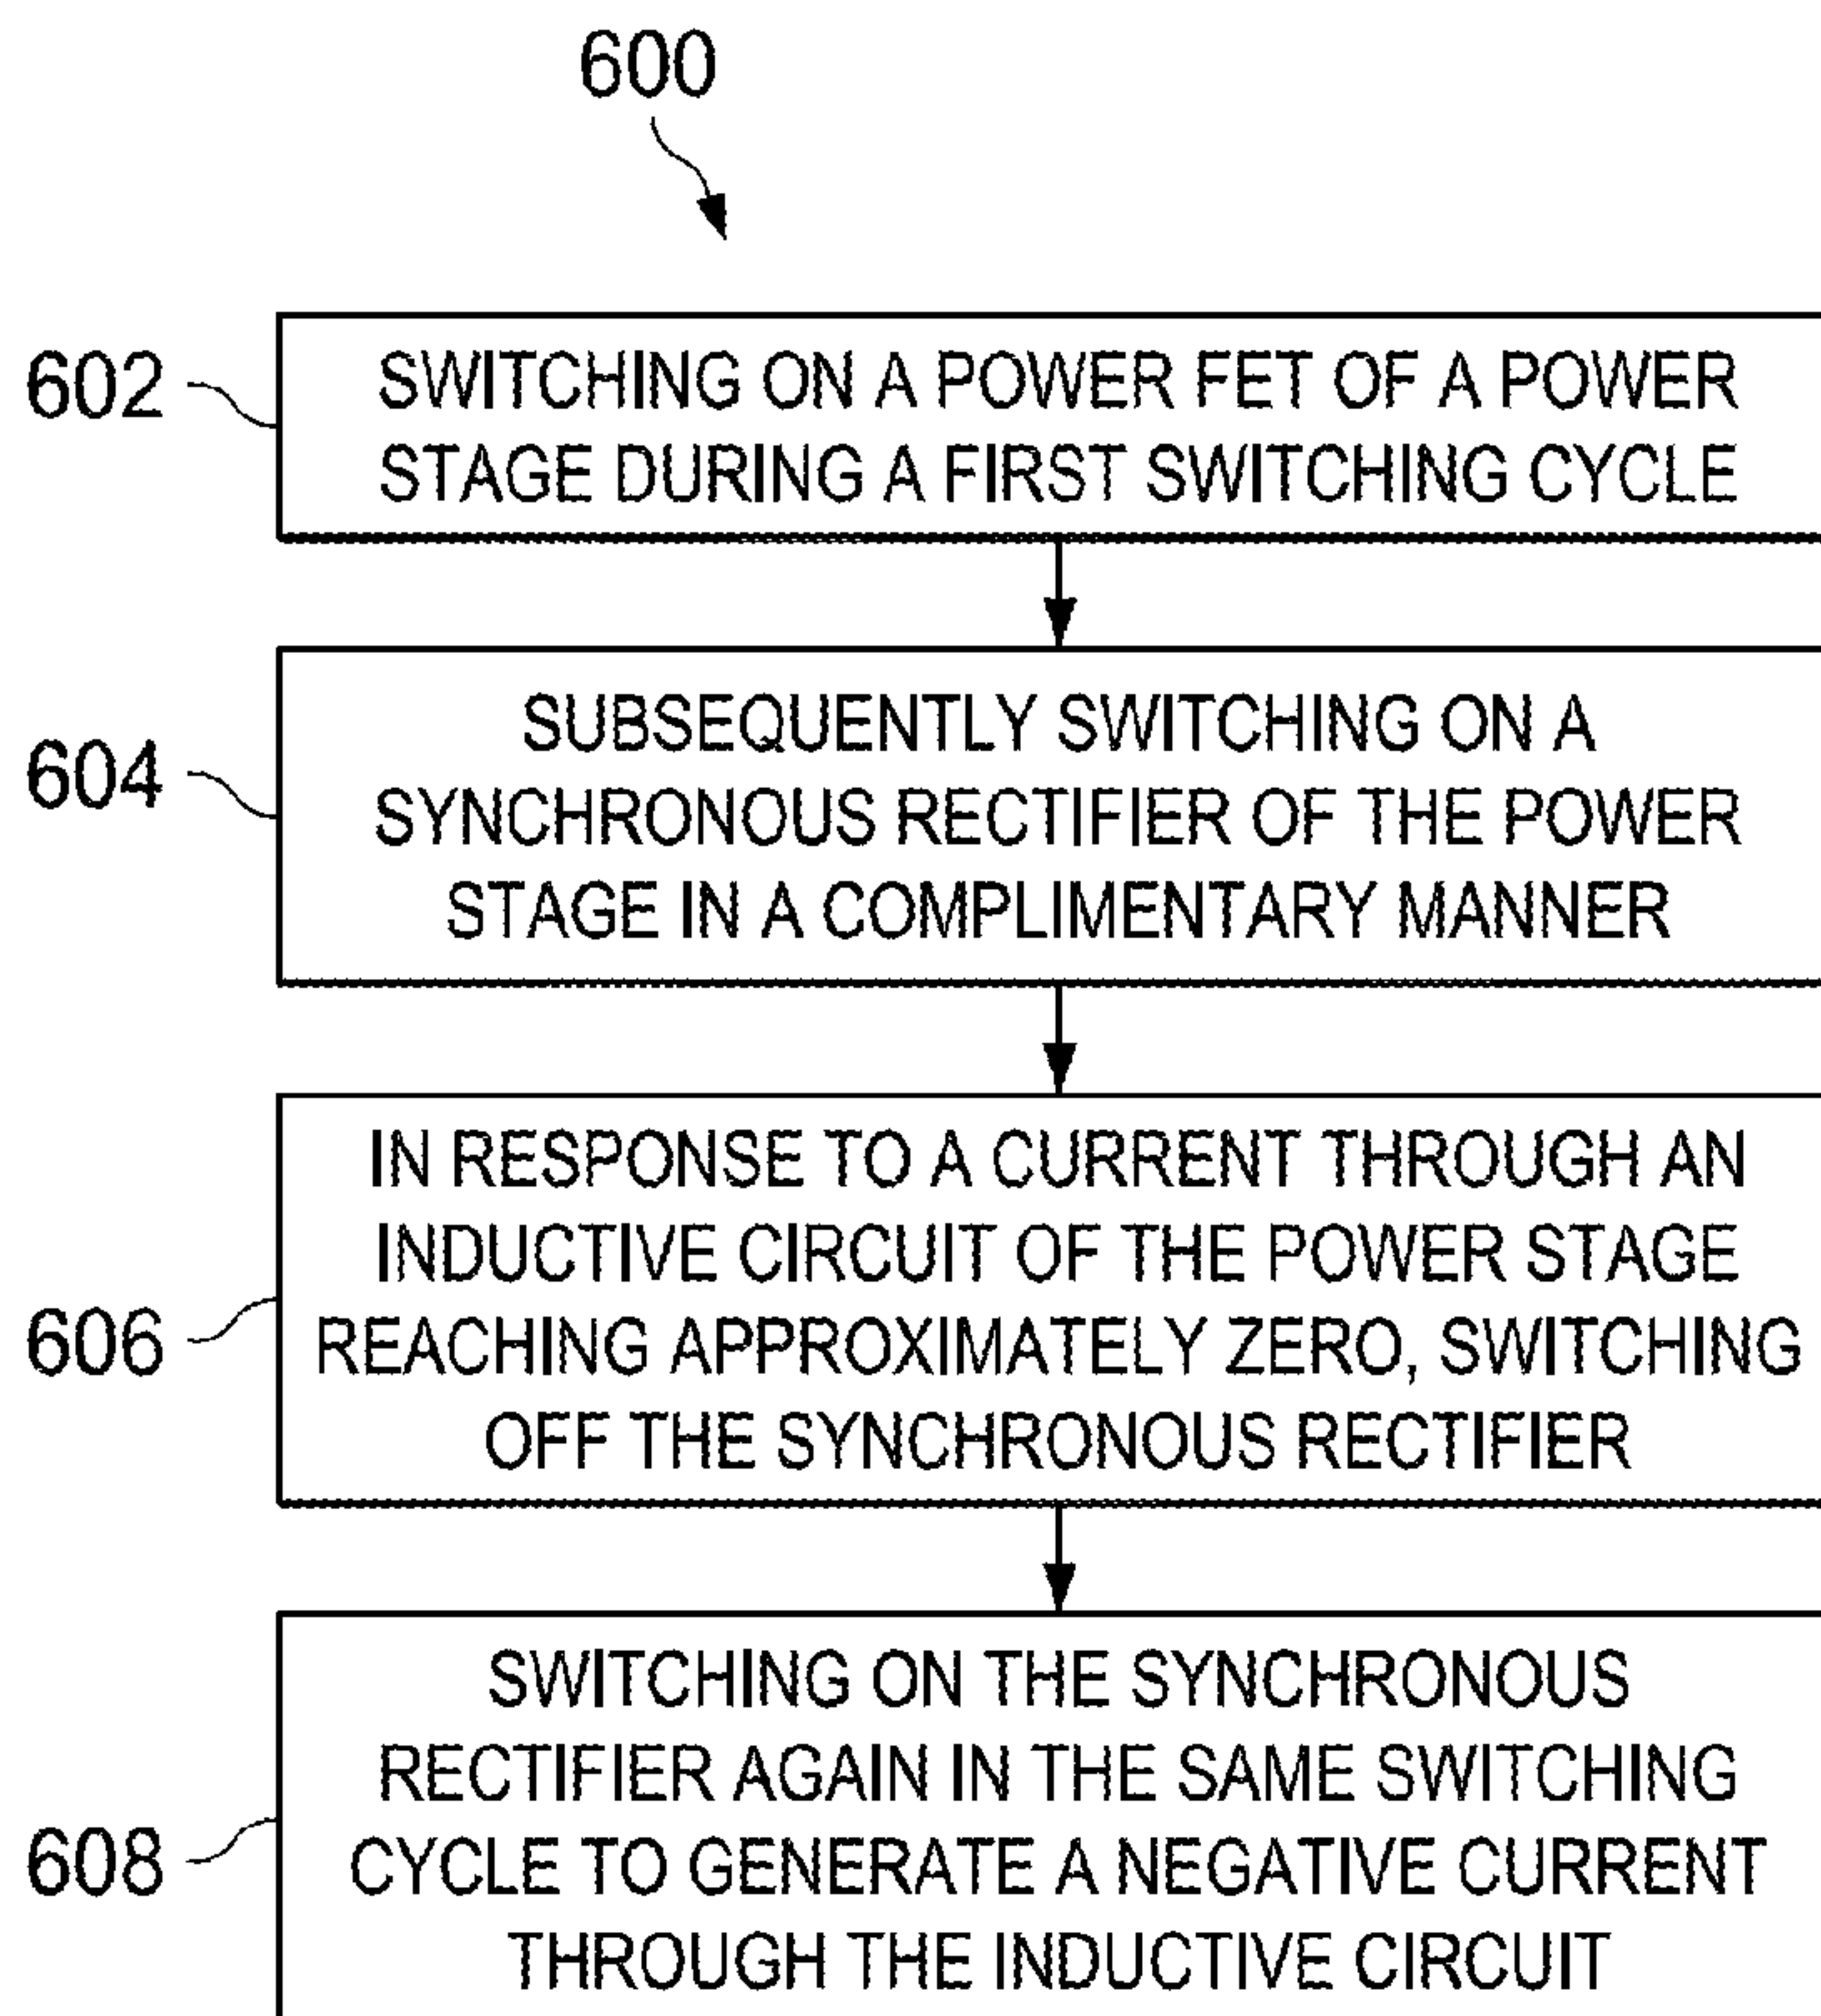 600
602
SWITCHING ON A POWER FET OF A POWER
STAGE DURING A FIRST SWITCHING CYCLE
604
SUBSEQUENTLY SWITCHING ON A
SYNCHRONOUS RECTIFIER OF THE POWER
STAGE IN A COMPLIMENTARY MANNER
606
IN RESPONSE TO A CURRENT THROUGH AN
INDUCTIVE CIRCUIT OF THE POWER STAGE
REACHING APPROXIMATELY ZERO, SWITCHING
OFF THE SYNCHRONOUS RECTIFIER
608
SWITCHING ON THE SYNCHRONOUS
RECTIFIER AGAIN IN THE SAME SWITCHING
CYCLE TO GENERATE A NEGATIVE CURRENT
THROUGH THE INDUCTIVE CIRCUIT